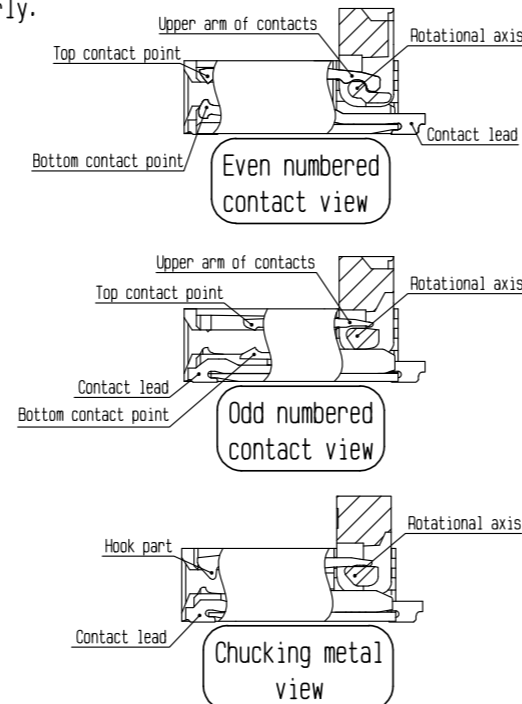 Upper arm of contacts
Rotational axis
Top contact point
Contact lead
Bottom contact point
Even numbered
contact view
Upper arm of contacts
Rotational axis
Top contact point
Contact lead
Bottom contact point
Odd numbered
contact view
Rotational axis
Hook part
Contact lead
Chucking metal
view